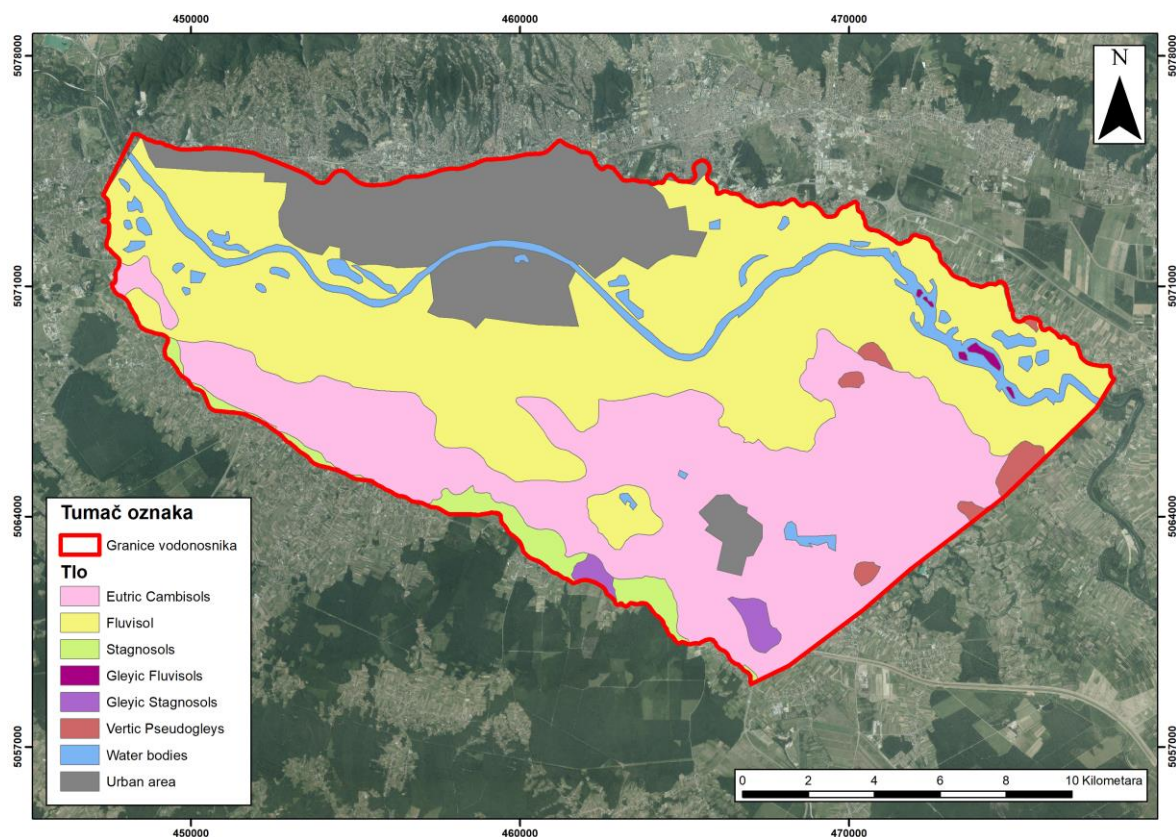 450000
460000
470000
5078000
5078000
N
5071000
5071000
5064000
5064000
Tumač oznaka
Granice vodonosnika
Tlo
Eutric Cambisols
Fluvisol
Stagnosols
Gleyic Fluvisols
Gleyic Stagnosols
Vertic Pseudogleys
Water bodies
Urban area
5057000
5057000
0 2 4 6 8 10 Kilometara
450000
460000
470000